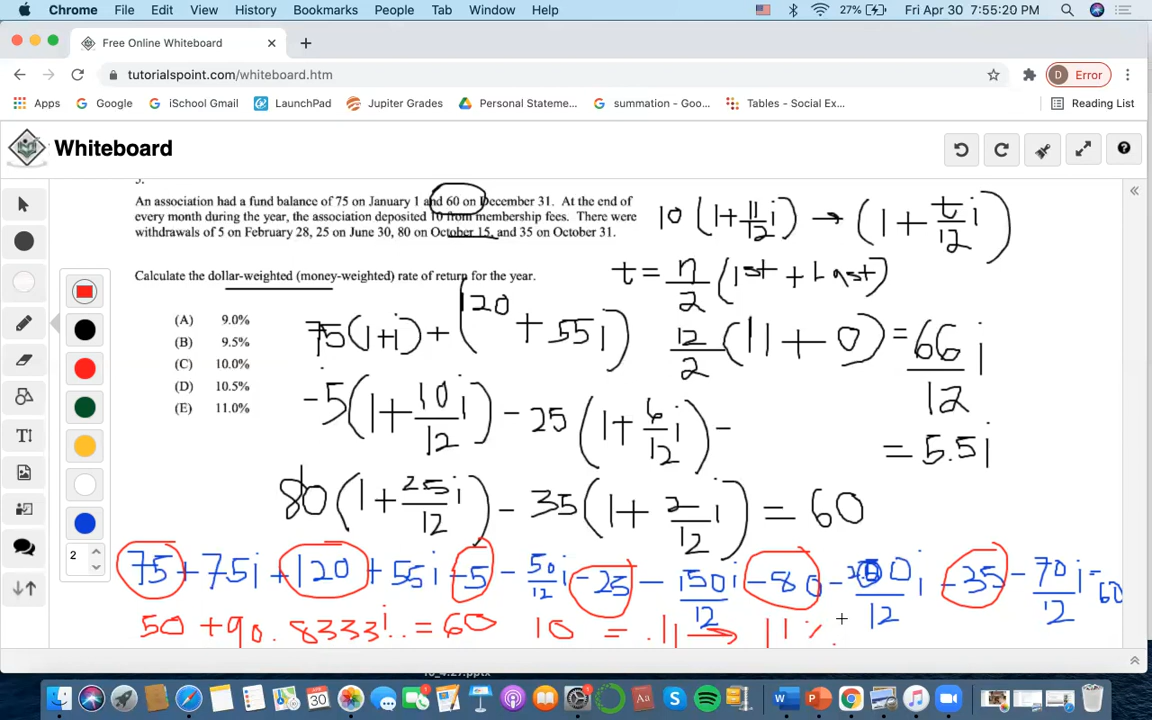 Chrome File Edit View History Bookmarks People Tab Window Help 27% Fri Apr 30 7:55:20 PM
Free Online Whiteboard
tutorialspoint.com/whiteboard.htm D Error
Apps Google iSchool Gmail LaunchPad Jupiter Grades Personal Stateme... summation - Goo... Tables - Social Ex... Reading List
Whiteboard
An association had a fund balance of 75 on January 1 and 60 on December 31. At the end of
every month during the year, the association deposited 10 from membership fees. There were
withdrawals of 5 on February 28, 25 on June 30, 80 on October 15, and 35 on October 31.
Calculate the dollar-weighted (money-weighted) rate of return for the year.
(A) 9.0%
(B) 9.5%
(C) 10.0%
(D) 10.5%
(E) 11.0%
10 (1+11/12 i) → (1 + t/12 i)
t = n/2 (1st + Last)
75(1+i) + (120 + 55i)
12/2 (11 + 0) = 66/12 i
= 5.5i
-5(1+10/12 i) - 25 (1+6/12 i) -
80(1+25i/12) - 35(1+2/12 i) = 60
75 + 75i + 120 + 55i - 5 - 50/12 i - 25 - 150/12 i - 80 - /12 i - 35 - 70/12 i = 60
50 + 90.8333i.. = 60 10 = .11 → 11%
2